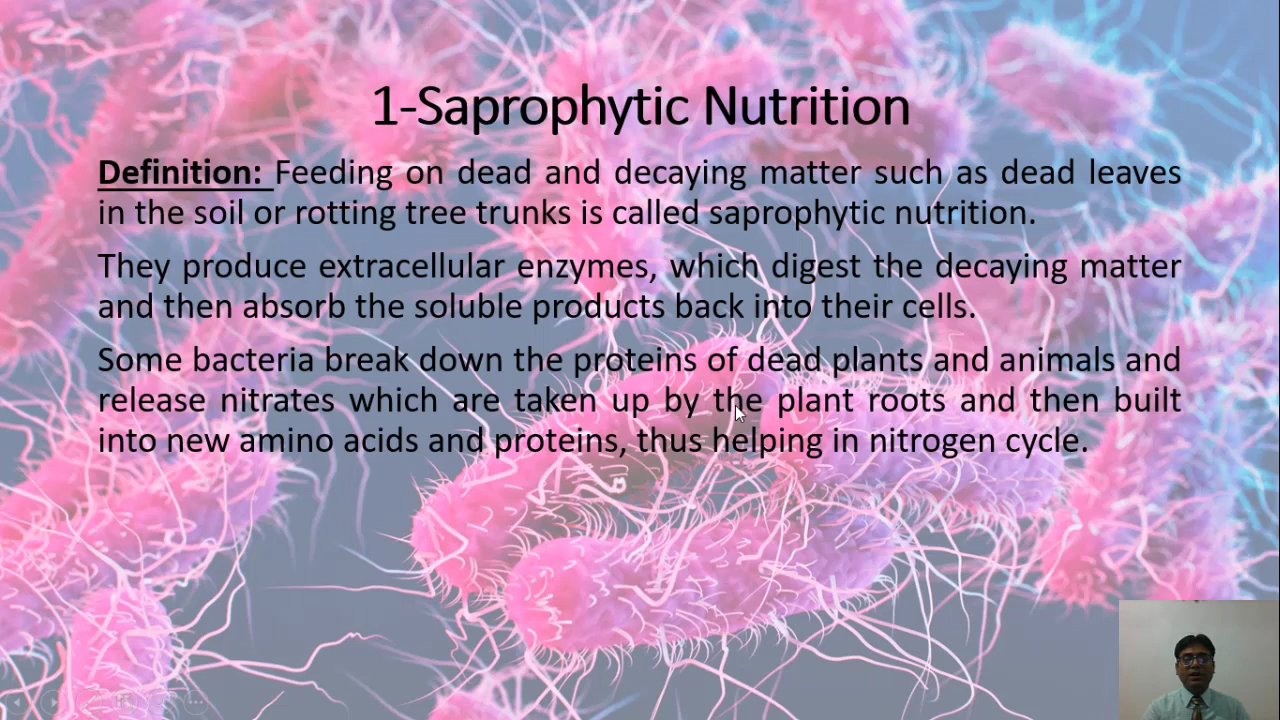 1-Saprophytic Nutrition
Definition: Feeding on dead and decaying matter such as dead leaves
in the soil or rotting tree trunks is called saprophytic nutrition.
They produce extracellular enzymes, which digest the decaying matter
and then absorb the soluble products back into their cells.
Some bacteria break down the proteins of dead plants and animals and
release nitrates which are taken up by the plant roots and then built
into new amino acids and proteins, thus helping in nitrogen cycle.